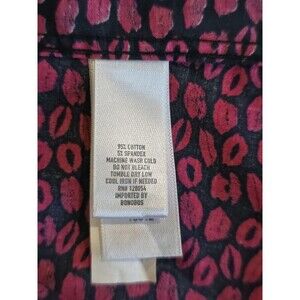 95% COTTON
5% SPANDEX
MACHINE WASH COLD
DO NOT BLEACH
TUMBLE DRY LOW
COOL IRON IF NEEDED
RN# 128054
IMPORTED BY
BONOBOS